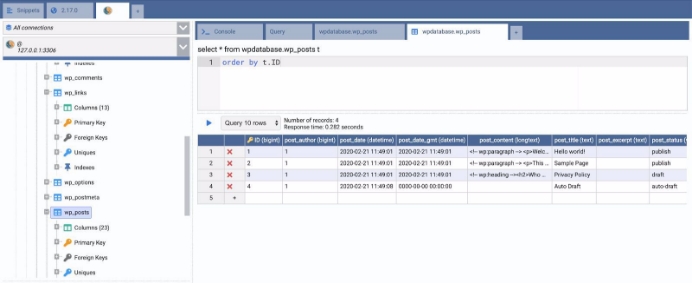 Snippets
2.17.0
+
All connections
@
127.0.0.1:3306
Indexes
wp_comments
wp_links
Columns (13)
Primary Key
Foreign Keys
Uniques
Indexes
wp_options
wp_postmeta
wp_posts
Columns (23)
Primary Key
Foreign Keys
Uniques
Console
Query
wpdatabase.wp_posts
wpdatabase.wp_posts
+
select * from wpdatabase.wp_posts t
1 order by t.ID
Query 10 rows
Number of records: 4
Response time: 0.282 seconds
ID (bigint) post_author (bigint) post_date (datetime) post_date_gmt (datetime) post_content (longtext) post_title (text) post_excerpt (text) post_status (
1 1 1 2020-02-21 11:49:01 2020-02-21 11:49:01 <!-- wp:paragraph --> <p>Welc... Hello world! publish
2 2 1 2020-02-21 11:49:01 2020-02-21 11:49:01 <!-- wp:paragraph --> <p>This ... Sample Page publish
3 3 1 2020-02-21 11:49:01 2020-02-21 11:49:01 <!-- wp:heading --><h2>Who ... Privacy Policy draft
4 4 1 2020-02-21 11:49:08 0000-00-00 00:00:00 Auto Draft auto-draft
5 +